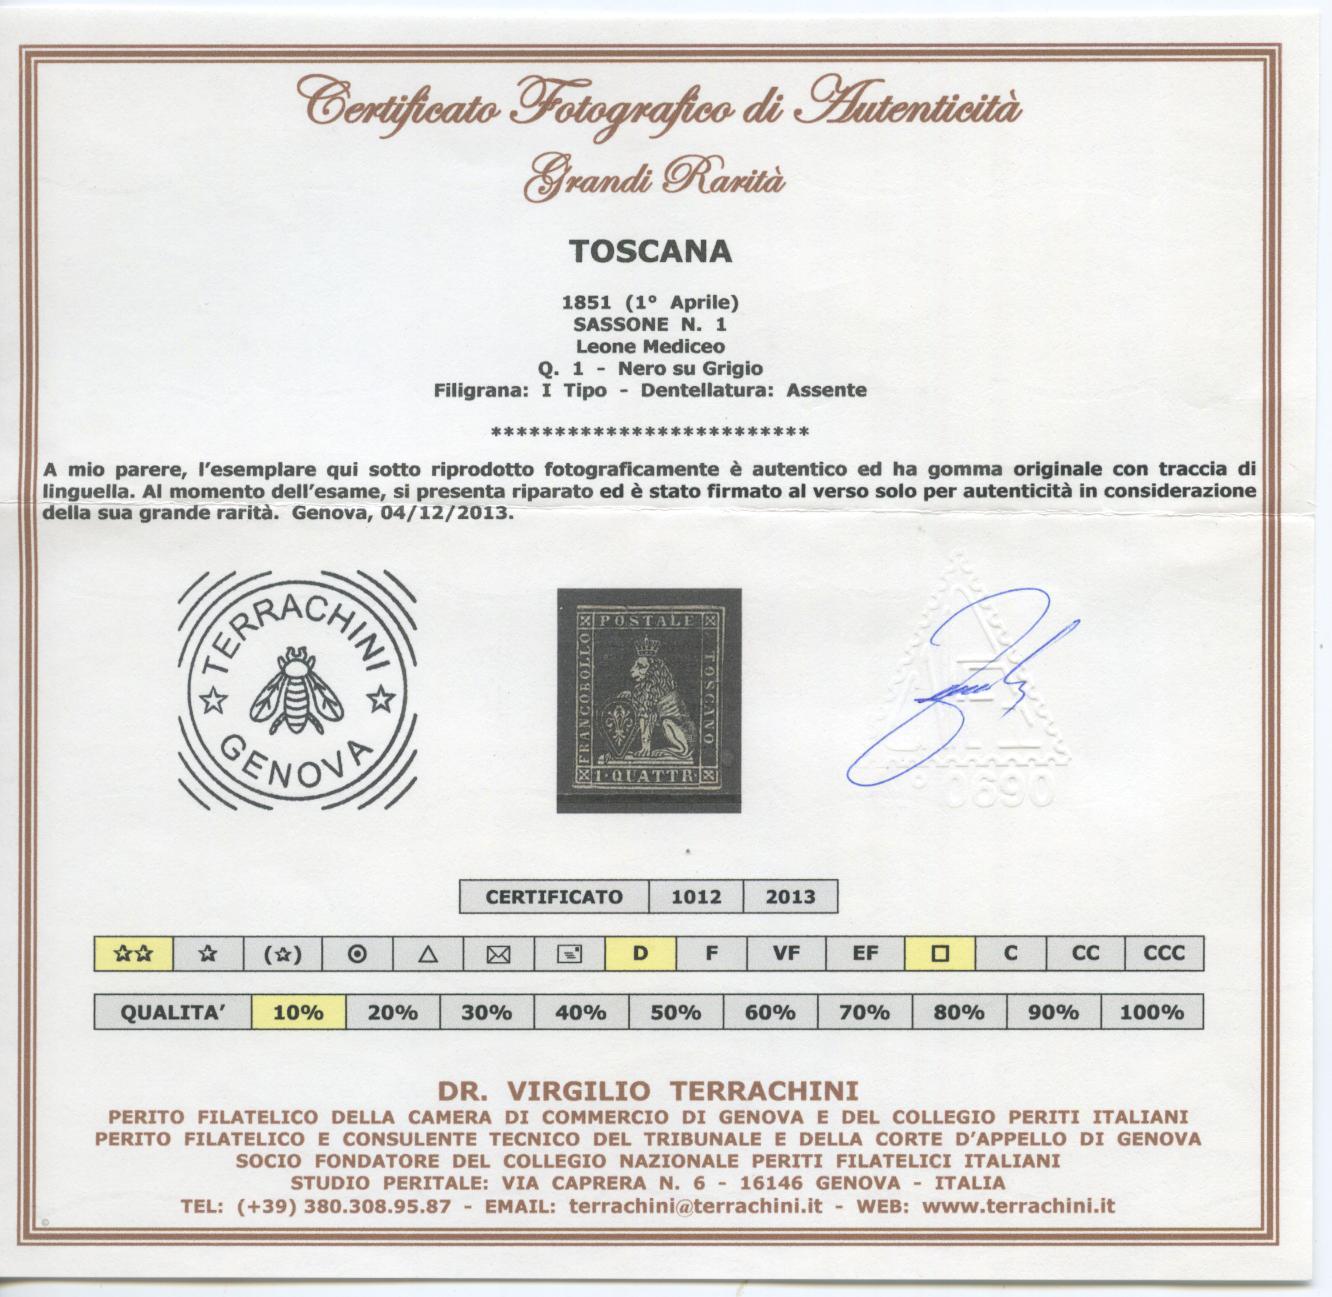 Certificato Fotografico di Autenticità
Grandi Rarità
TOSCANA
1851 (1° Aprile)
SASSONE N. 1
Leone Mediceo
Q. 1 - Nero su Grigio
Filigrana: I Tipo - Dentellatura: Assente
*************************
A mio parere, l'esemplare qui sotto riprodotto fotograficamente è autentico ed ha gomma originale con traccia di
linguella. Al momento dell'esame, si presenta riparato ed è stato firmato al verso solo per autenticità in considerazione
della sua grande rarità. Genova, 04/12/2013.
TERRACHINI
GENOVA
POSTALE
FRANCOBOLLO
TOSCANO
1·QUATTR·
N° 0690
CERTIFICATO 1012 2013
☆☆ ☆ (☆) ⊙ △ ✉ D F VF EF □ C CC CCC
QUALITA' 10% 20% 30% 40% 50% 60% 70% 80% 90% 100%
DR. VIRGILIO TERRACHINI
PERITO FILATELICO DELLA CAMERA DI COMMERCIO DI GENOVA E DEL COLLEGIO PERITI ITALIANI
PERITO FILATELICO E CONSULENTE TECNICO DEL TRIBUNALE E DELLA CORTE D'APPELLO DI GENOVA
SOCIO FONDATORE DEL COLLEGIO NAZIONALE PERITI FILATELICI ITALIANI
STUDIO PERITALE: VIA CAPRERA N. 6 - 16146 GENOVA - ITALIA
TEL: (+39) 380.308.95.87 - EMAIL: terrachini@terrachini.it - WEB: www.terrachini.it
©